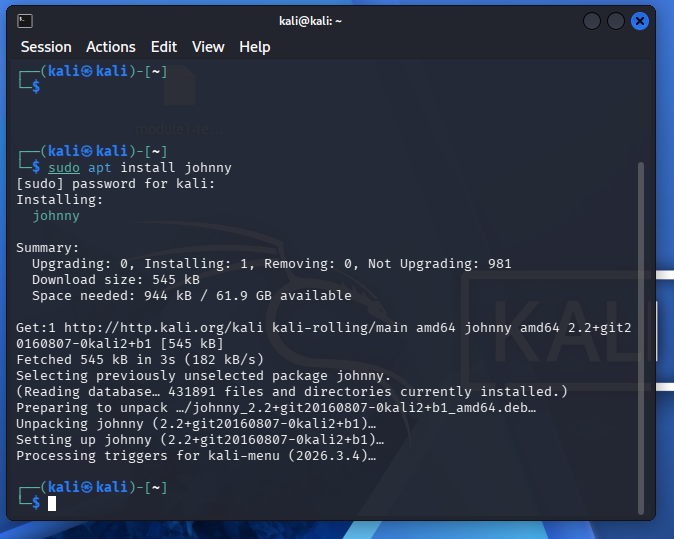 kali@kali: ~
Session Actions Edit View Help
┌──(kali㉿kali)-[~]
└─$
┌──(kali㉿kali)-[~]
└─$ sudo apt install johnny
[sudo] password for kali:
Installing:
  johnny
Summary:
  Upgrading: 0, Installing: 1, Removing: 0, Not Upgrading: 981
  Download size: 545 kB
  Space needed: 944 kB / 61.9 GB available
Get:1 http://http.kali.org/kali kali-rolling/main amd64 johnny amd64 2.2+git2
0160807-0kali2+b1 [545 kB]
Fetched 545 kB in 3s (182 kB/s)
Selecting previously unselected package johnny.
(Reading database… 431891 files and directories currently installed.)
Preparing to unpack …/johnny_2.2+git20160807-0kali2+b1_amd64.deb…
Unpacking johnny (2.2+git20160807-0kali2+b1)…
Setting up johnny (2.2+git20160807-0kali2+b1)…
Processing triggers for kali-menu (2026.3.4)…
┌──(kali㉿kali)-[~]
└─$
KALI